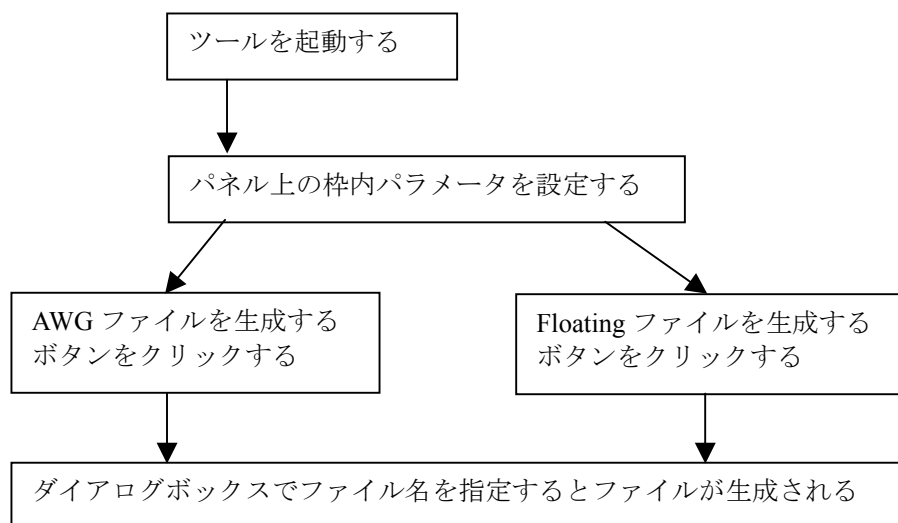 ツールを起動する
パネル上の枠内パラメータを設定する
AWG ファイルを生成する
ボタンをクリックする
Floating ファイルを生成する
ボタンをクリックする
ダイアログボックスでファイル名を指定するとファイルが生成される